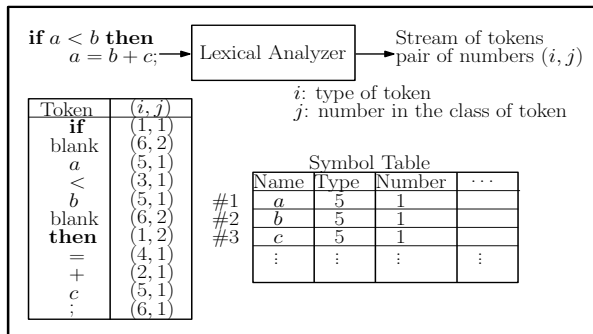 if a < b then
a = b + c;
Lexical Analyzer
Stream of tokens
pair of numbers (i, j)
i: type of token
j: number in the class of token
Token (i, j)
if (1, 1)
blank (6, 2)
a (5, 1)
< (3, 1)
b (5, 1)
blank (6, 2)
then (1, 2)
= (4, 1)
+ (2, 1)
c (5, 1)
; (6, 1)
Symbol Table
Name Type Number ···
#1 a 5 1
#2 b 5 1
#3 c 5 1
⋮ ⋮ ⋮ ⋮